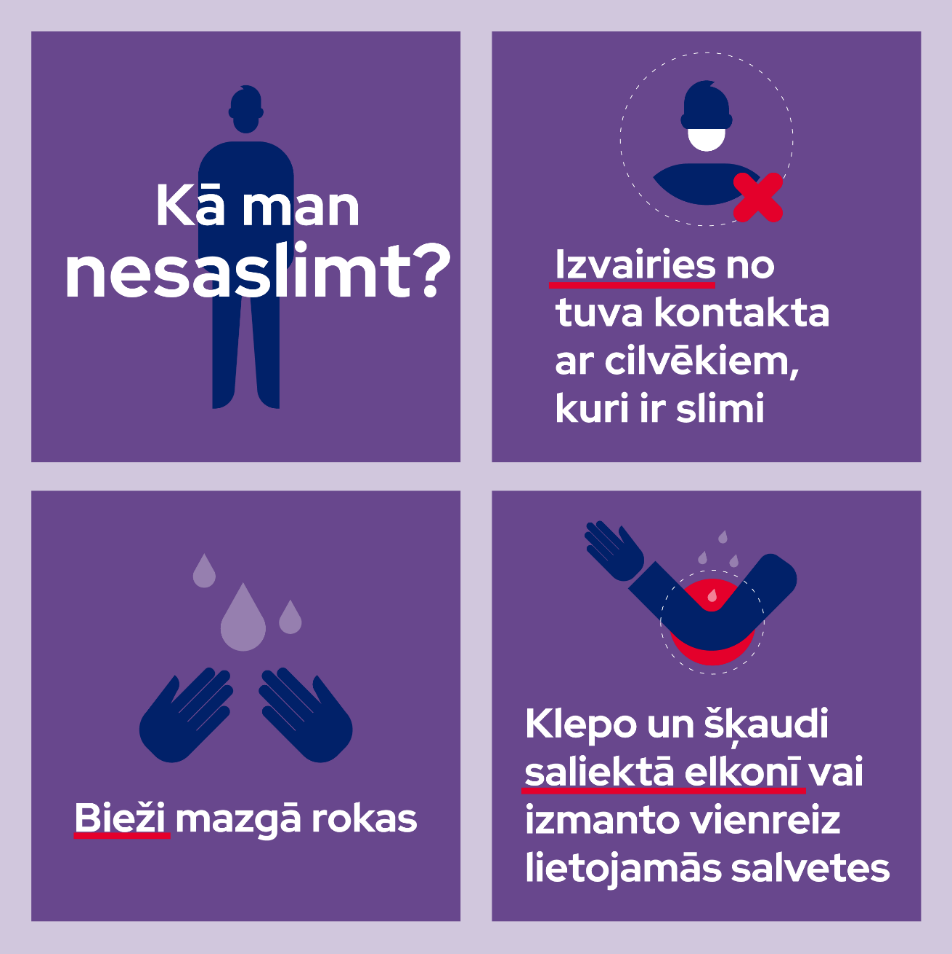 Kā man
nesaslimt?
Izvairies no
tuva kontakta
ar cilvēkiem,
kuri ir slimi
Bieži mazgā rokas
Klepo un šķaudi
saliektā elkonī vai
izmanto vienreiz
lietojamās salvetes